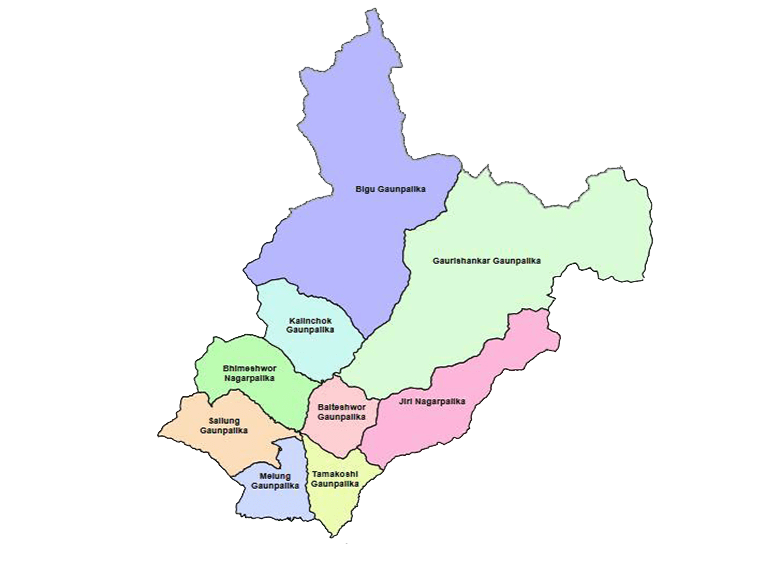 Bigu Gaunpalika
Gaurishankar Gaunpalika
Kalinchok
Gaunpalika
Bhimeshwor
Nagarpalika
Baiteshwor
Gaunpalika
Jiri Nagarpalika
Sailung
Gaunpalika
Melung
Gaunpalika
Tamakoshi
Gaunpalika